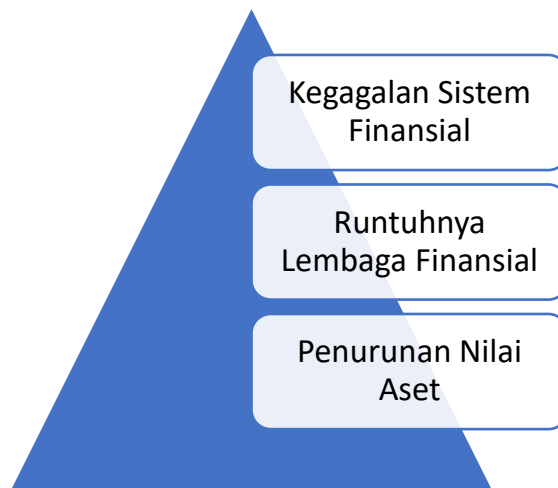 Kegagalan Sistem
Finansial
Runtuhnya
Lembaga Finansial
Penurunan Nilai
Aset